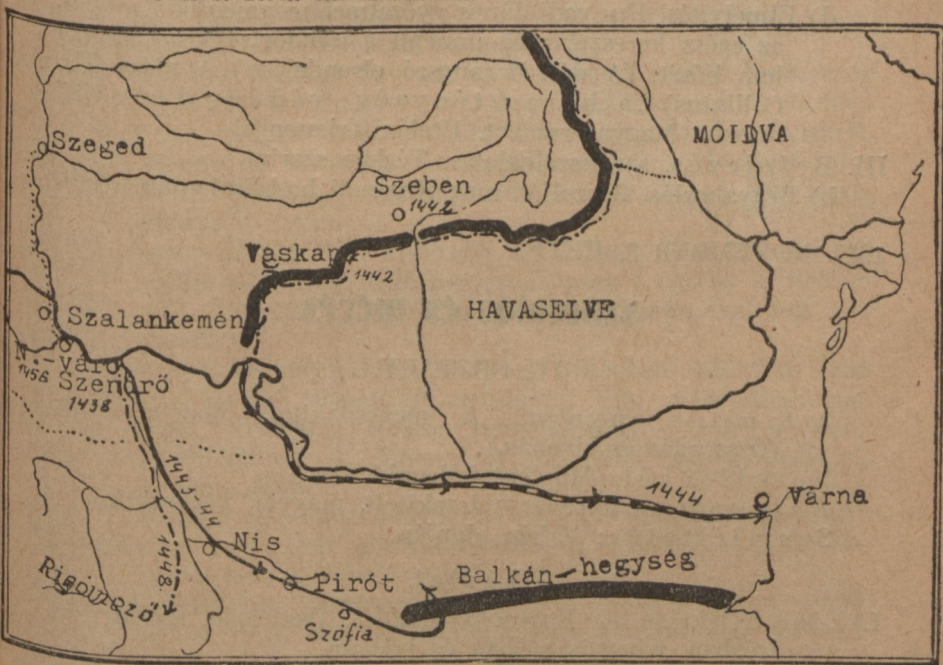 MOIDVA
Szeged
Szeben
1442
Vaskapu
1442
HAVASELVE
Szalankemén
N.-Váro
1456
Szendrő
1438
1443-44
1444
Várna
Nis
1448.
Balkán-hegység
Pirót
Rigómező
Szófia